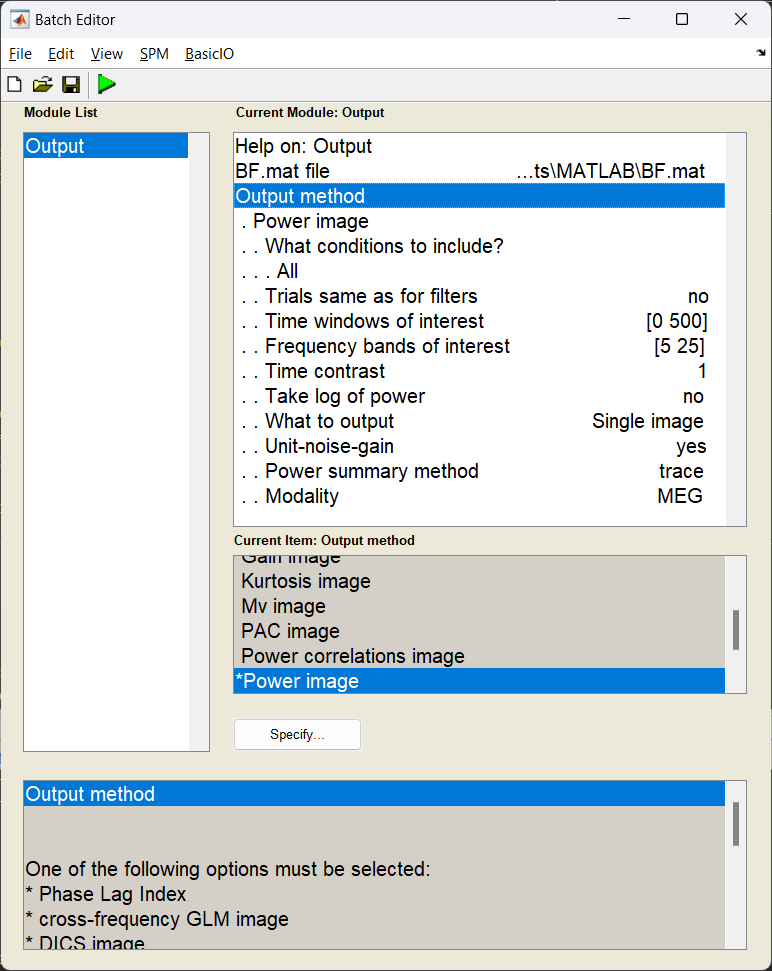 Batch Editor
File Edit View SPM BasicIO
Module List
Output
Current Module: Output
Help on: Output
BF.mat file ...ts\MATLAB\BF.mat
Output method
. Power image
. . What conditions to include?
. . . All
. . Trials same as for filters no
. . Time windows of interest [0 500]
. . Frequency bands of interest [5 25]
. . Time contrast 1
. . Take log of power no
. . What to output Single image
. . Unit-noise-gain yes
. . Power summary method trace
. . Modality MEG
Current Item: Output method
Gain image
Kurtosis image
Mv image
PAC image
Power correlations image
*Power image
Specify...
Output method
One of the following options must be selected:
* Phase Lag Index
* cross-frequency GLM image
* DICS image